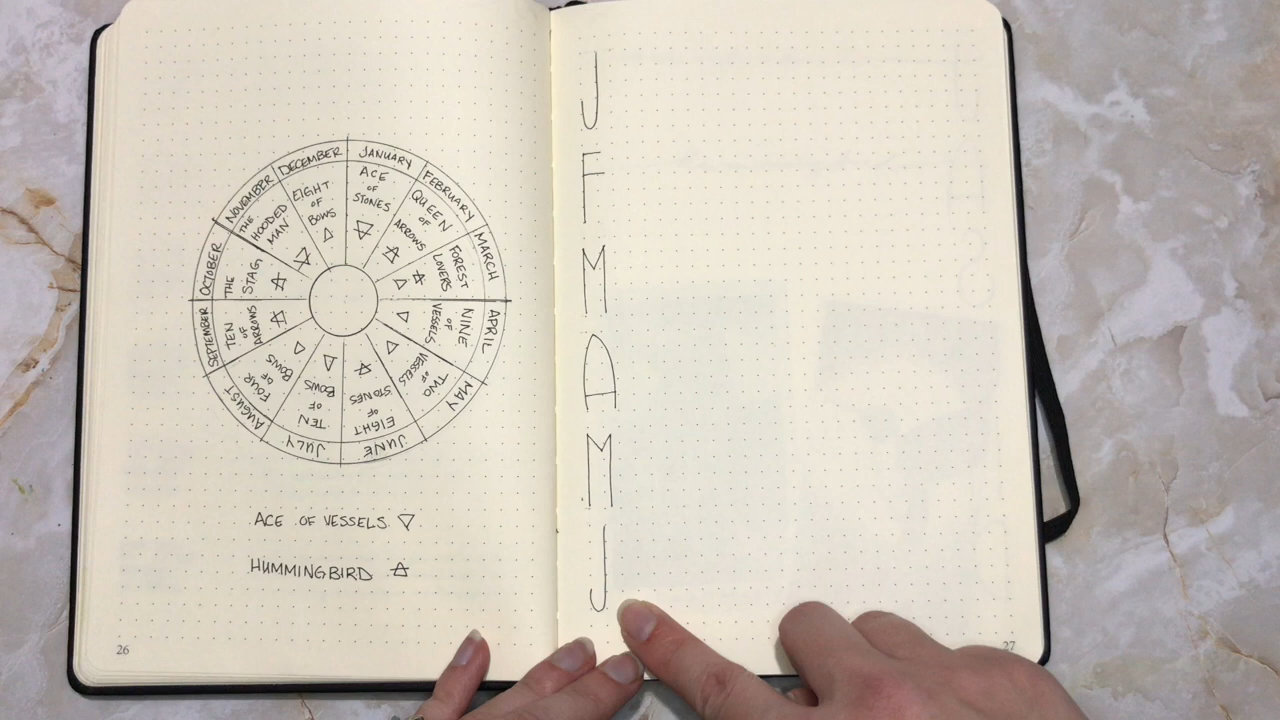 DECEMBER
EIGHT
OF
BOWS
JANUARY
ACE
OF
STONES
FEBRUARY
QUEEN
OF
ARROWS
MARCH
FOREST
LOVERS
APRIL
NINE
OF
VESSELS
MAY
TWO
OF
VESSELS
JUNE
EIGHT
OF
STONES
JULY
TEN
OF
BOWS
AUGUST
FOUR
OF
BOWS
SEPTEMBER
TEN
OF
ARROWS
OCTOBER
THE
STAG
NOVEMBER
THE
HOODED
MAN
ACE OF VESSELS
HUMMINGBIRD
26
J
F
M
A
M
J
27